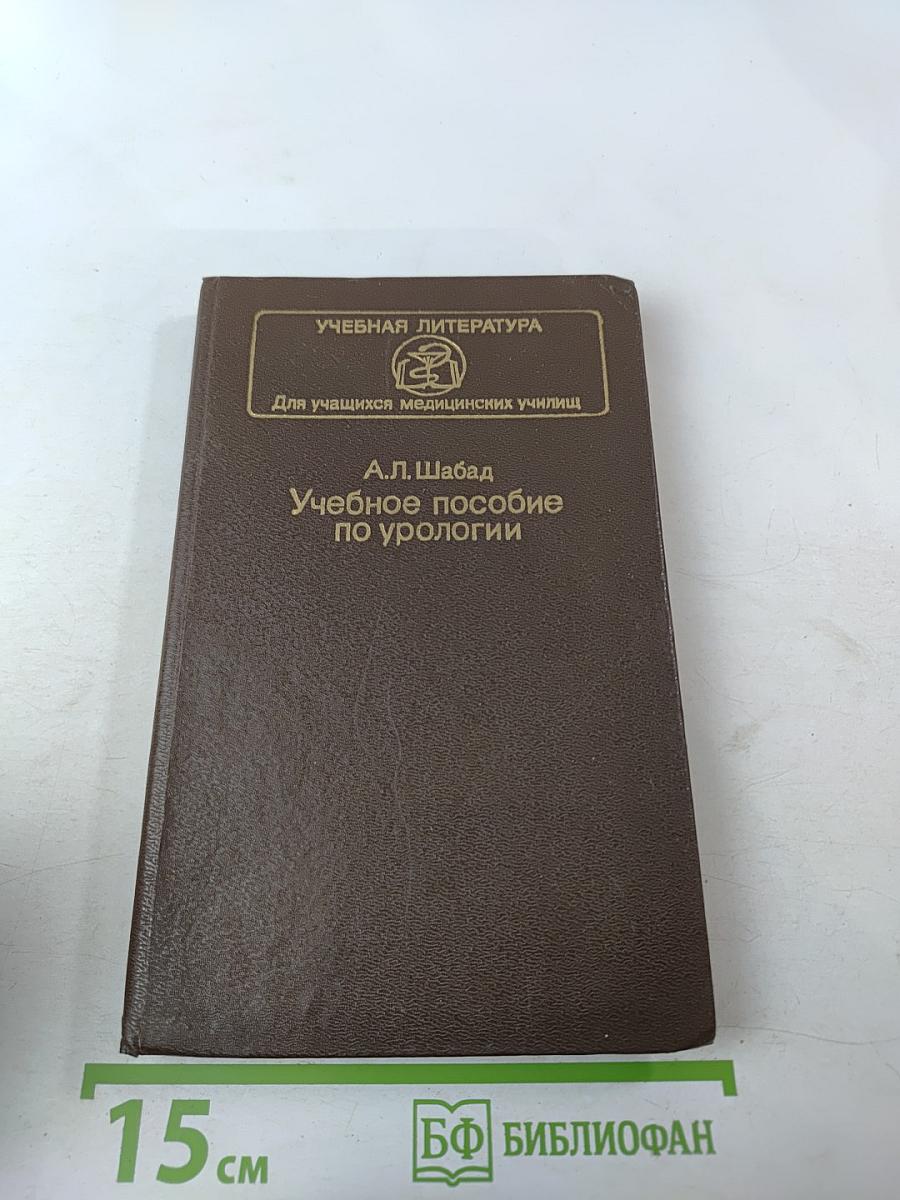 УЧЕБНАЯ ЛИТЕРАТУРА
Для учащихся медицинских училищ
А.Л.Шабад
Учебное пособие
по урологии
15 см
БФ БИБЛИОФАН